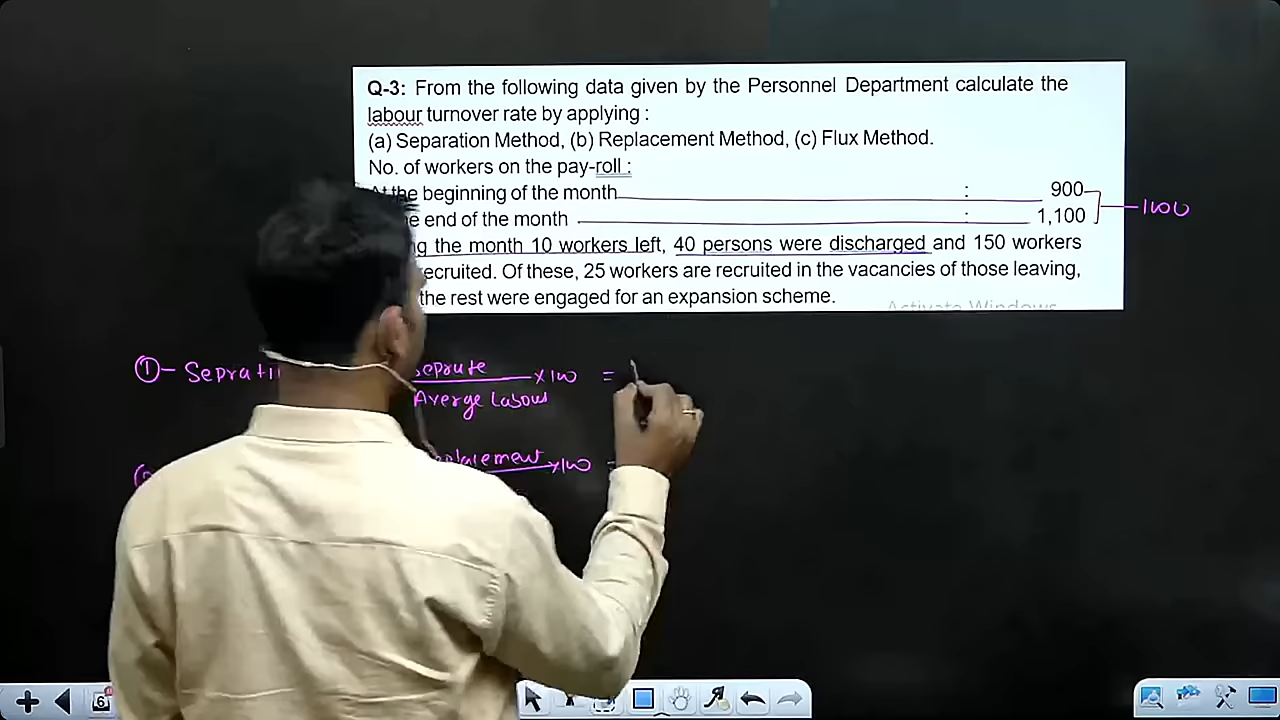 Q-3: From the following data given by the Personnel Department calculate the
labour turnover rate by applying :
(a) Separation Method, (b) Replacement Method, (c) Flux Method.
No. of workers on the pay-roll :
the beginning of the month : 900
end of the month : 1,100
1000
the month 10 workers left, 40 persons were discharged and 150 workers
recruited. Of these, 25 workers are recruited in the vacancies of those leaving,
the rest were engaged for an expansion scheme.
Activate Windows
① - Seprati
seprate ×100 =
Averge Labour
placement ×100 =